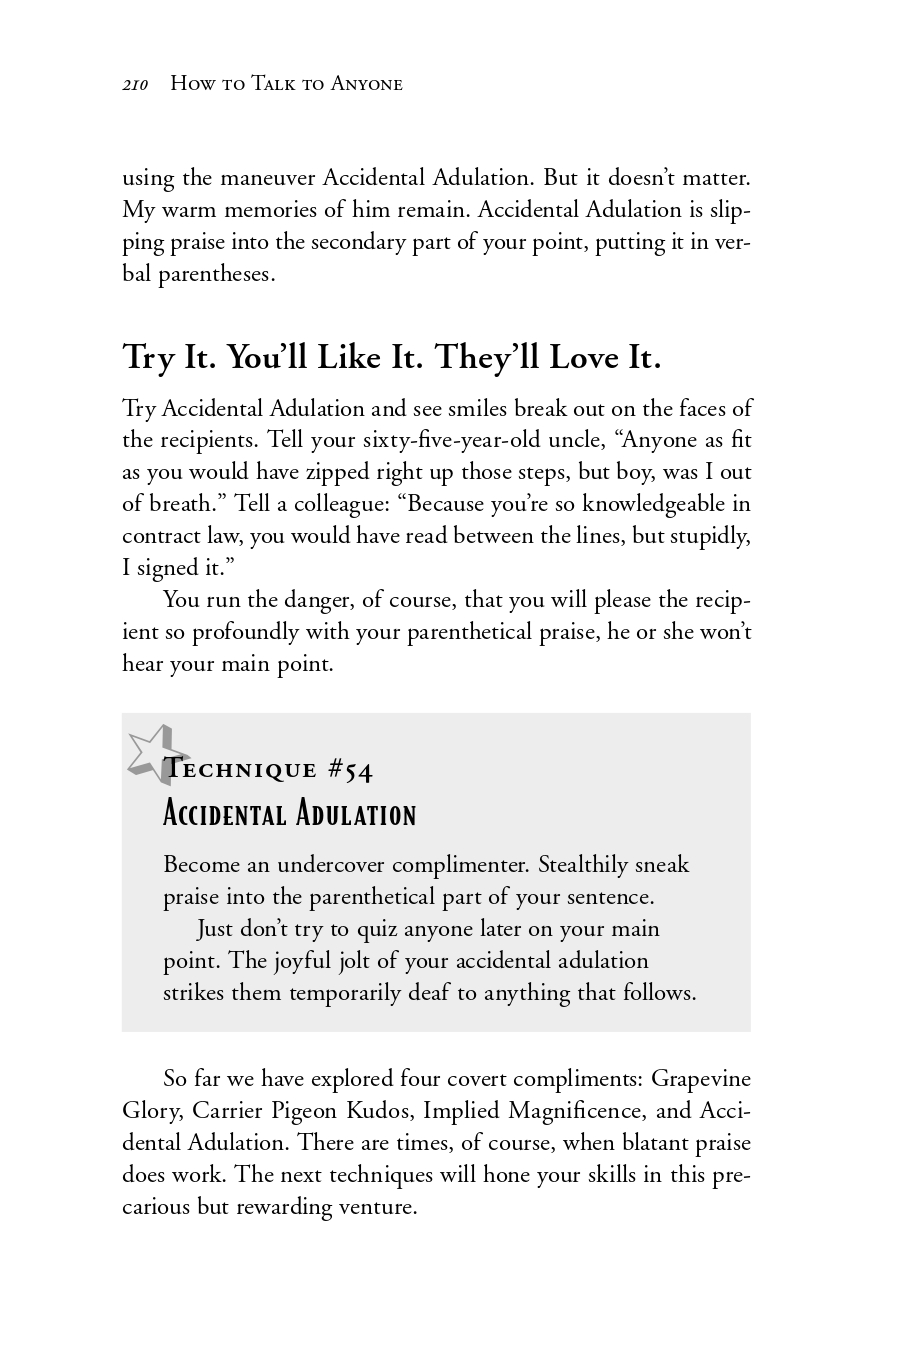 210 How to Talk to Anyone
using the maneuver Accidental Adulation. But it doesn’t matter.
My warm memories of him remain. Accidental Adulation is slip-
ping praise into the secondary part of your point, putting it in ver-
bal parentheses.
Try It. You’ll Like It. They’ll Love It.
Try Accidental Adulation and see smiles break out on the faces of
the recipients. Tell your sixty-five-year-old uncle, “Anyone as fit
as you would have zipped right up those steps, but boy, was I out
of breath.” Tell a colleague: “Because you’re so knowledgeable in
contract law, you would have read between the lines, but stupidly,
I signed it.”
You run the danger, of course, that you will please the recip-
ient so profoundly with your parenthetical praise, he or she won’t
hear your main point.
Technique #54
Accidental Adulation
Become an undercover complimenter. Stealthily sneak
praise into the parenthetical part of your sentence.
Just don’t try to quiz anyone later on your main
point. The joyful jolt of your accidental adulation
strikes them temporarily deaf to anything that follows.
So far we have explored four covert compliments: Grapevine
Glory, Carrier Pigeon Kudos, Implied Magnificence, and Acci-
dental Adulation. There are times, of course, when blatant praise
does work. The next techniques will hone your skills in this pre-
carious but rewarding venture.